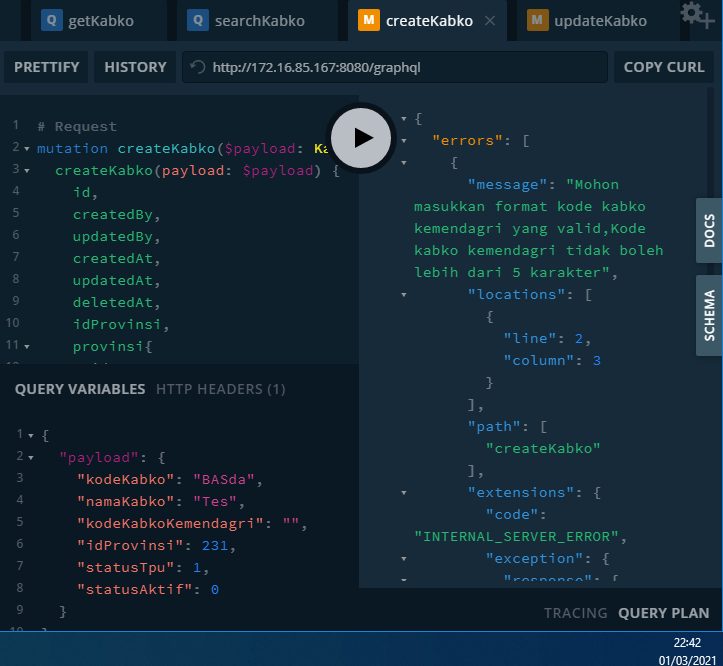 Q getKabko
Q searchKabko
M createKabko
M updateKabko
PRETTIFY
HISTORY
http://172.16.85.167:8080/graphql
COPY CURL
1 # Request
2 mutation createKabko($payload: Ka
3 createKabko(payload: $payload) {
4 id,
5 createdBy,
6 updatedBy,
7 createdAt,
8 updatedAt,
9 deletedAt,
10 idProvinsi,
11 provinsi{
QUERY VARIABLES HTTP HEADERS (1)
1 {
2 "payload": {
3 "kodeKabko": "BASda",
4 "namaKabko": "Tes",
5 "kodeKabkoKemendagri": "",
6 "idProvinsi": 231,
7 "statusTpu": 1,
8 "statusAktif": 0
9 }
10 }
{
"errors": [
{
"message": "Mohon
masukkan format kode kabko
kemendagri yang valid,Kode
kabko kemendagri tidak boleh
lebih dari 5 karakter",
"locations": [
{
"line": 2,
"column": 3
}
],
"path": [
"createKabko"
],
"extensions": {
"code":
"INTERNAL_SERVER_ERROR",
"exception": {
"response": {
DOCS
SCHEMA
TRACING QUERY PLAN
22:42
01/03/2021